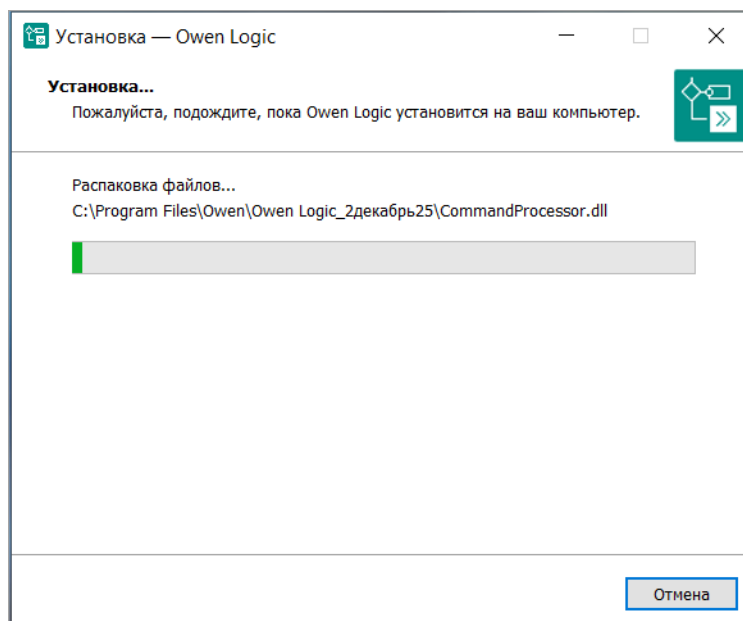 Установка — Owen Logic
Установка...
Пожалуйста, подождите, пока Owen Logic установится на ваш компьютер.
Распаковка файлов...
C:\Program Files\Owen\Owen Logic_2декабрь25\CommandProcessor.dll
Отмена